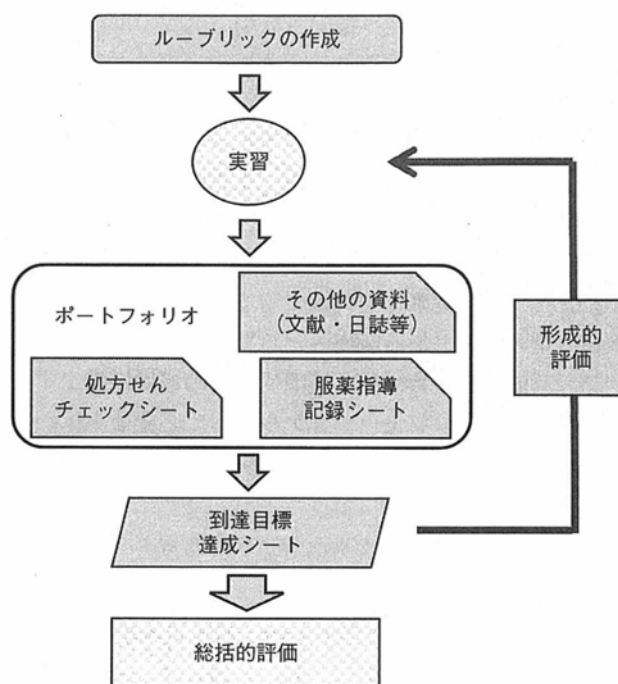 ルーブリックの作成
実習
ポートフォリオ
その他の資料
（文献・日誌等）
処方せん
チェックシート
服薬指導
記録シート
形成的
評価
到達目標
達成シート
総括的評価